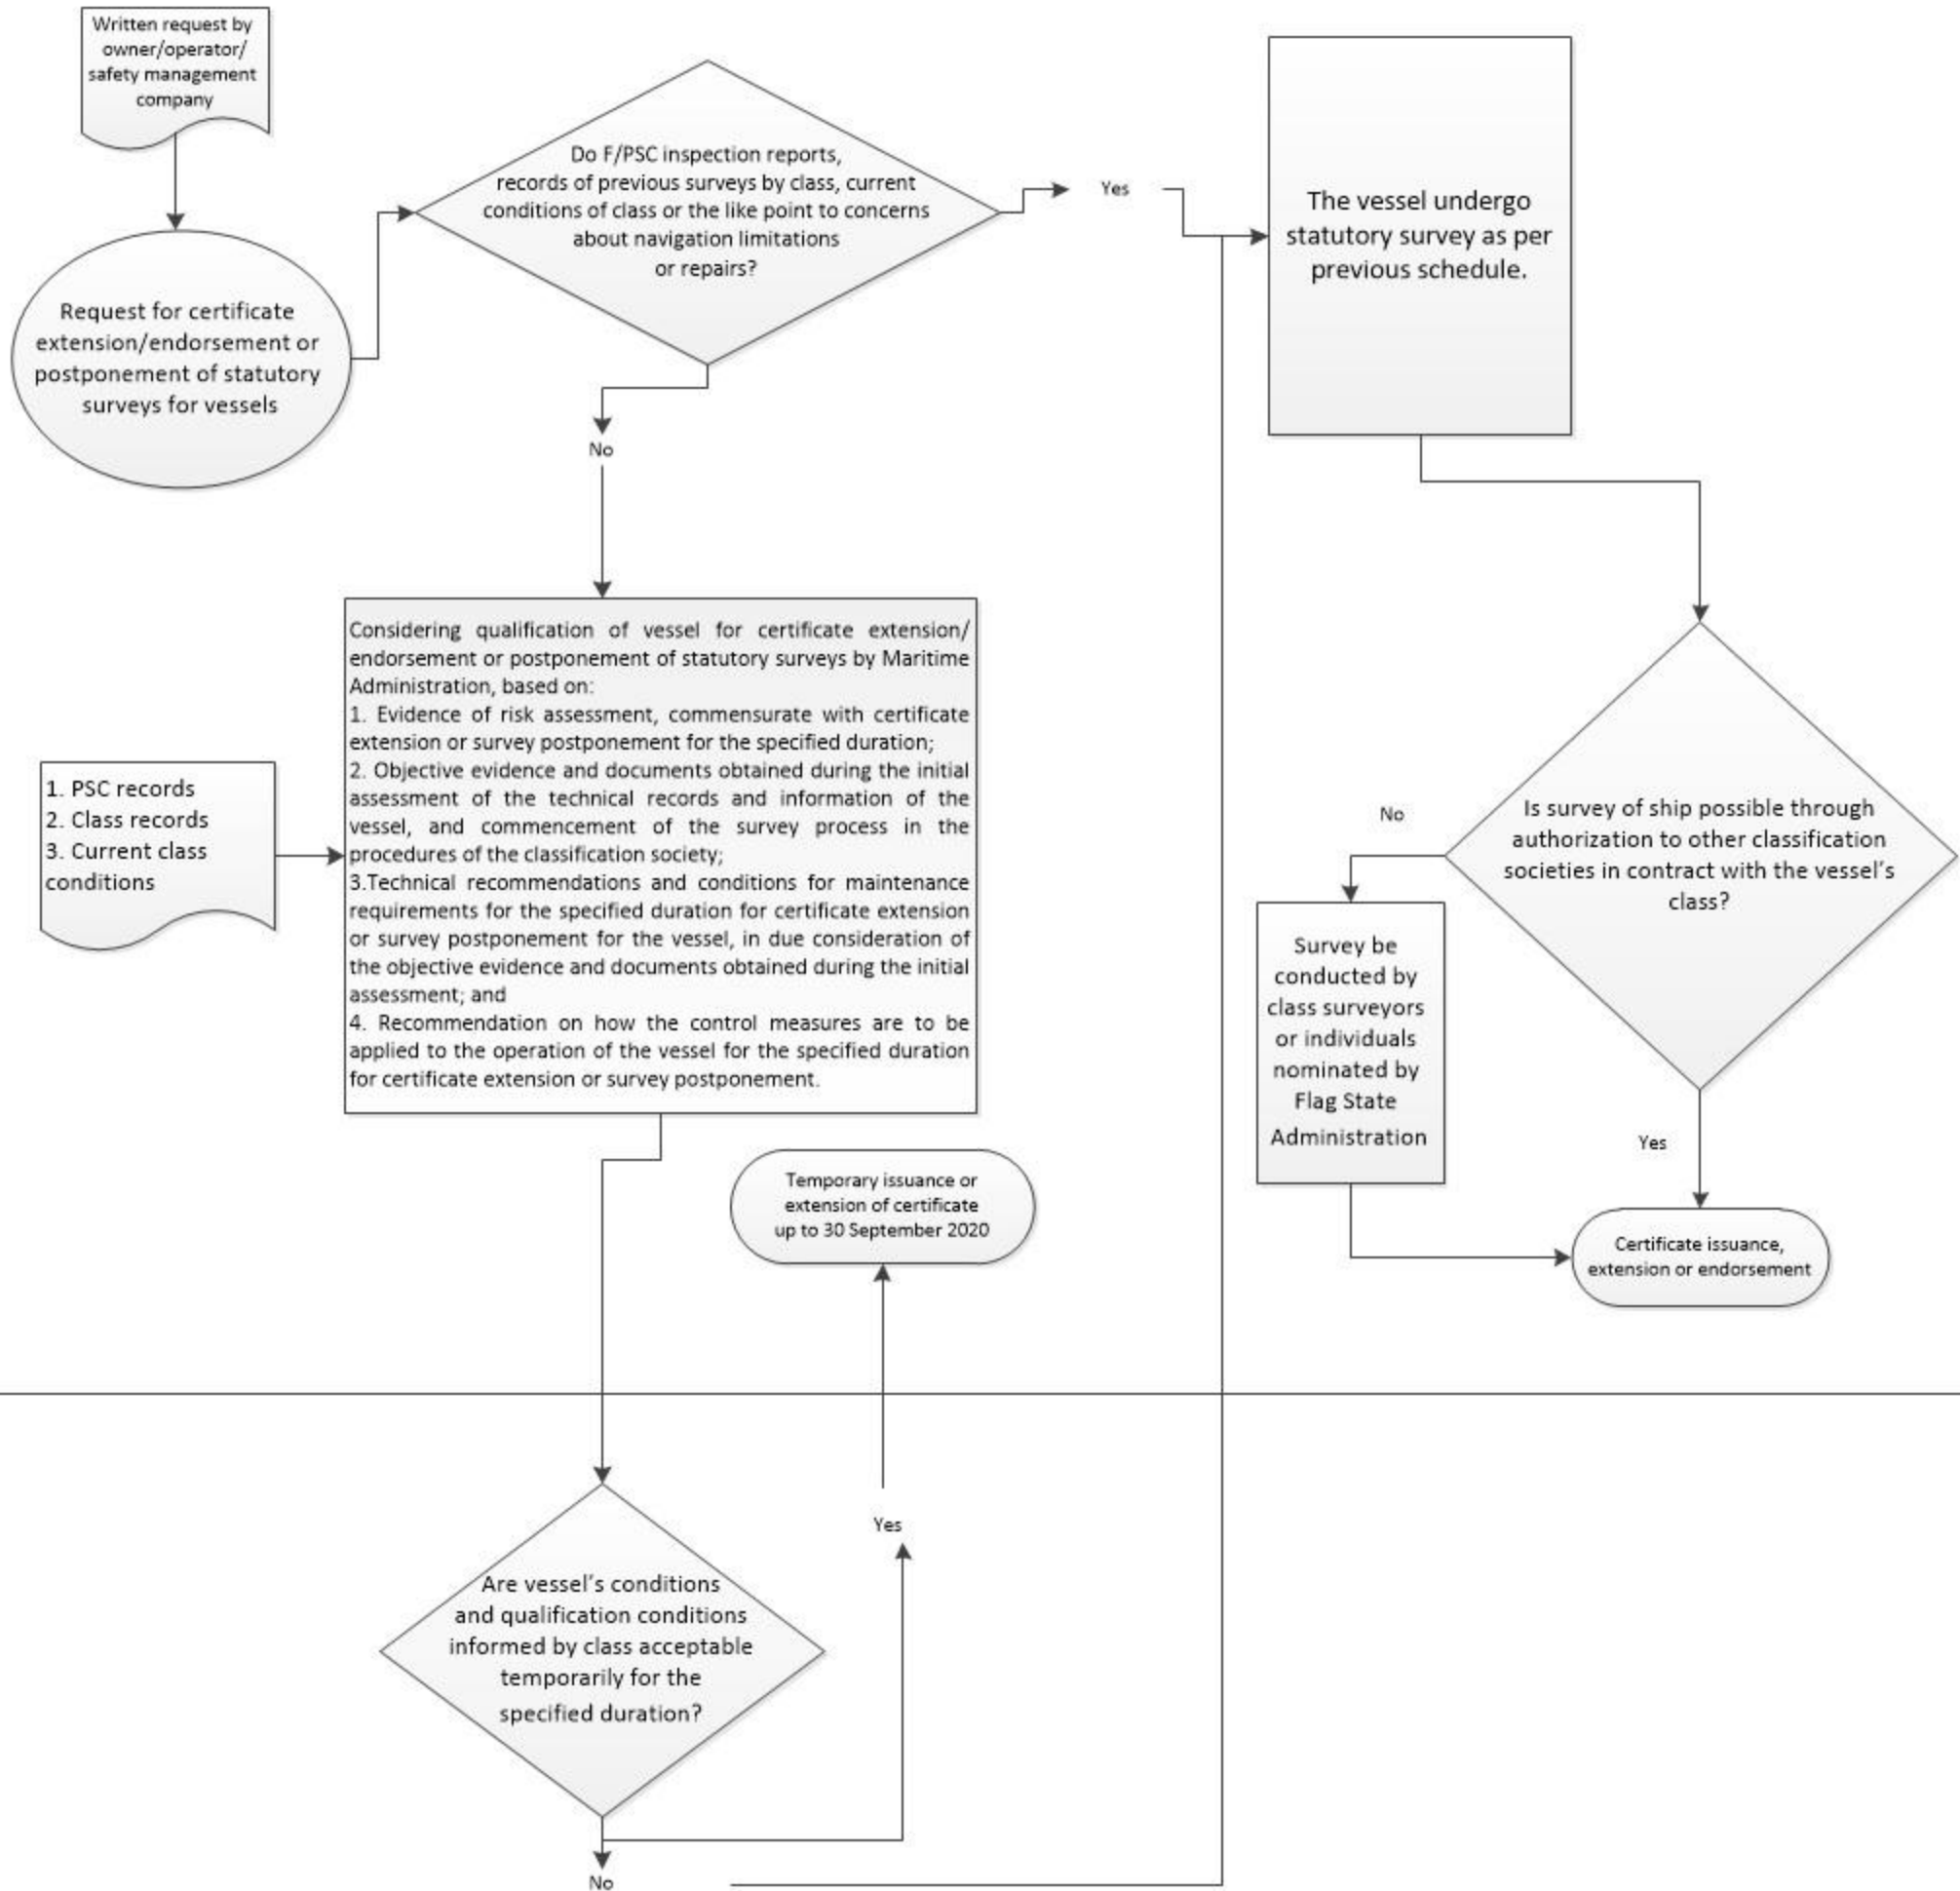 Written request by
owner/operator/
safety management
company
Request for certificate
extension/endorsement or
postponement of statutory
surveys for vessels
Do F/PSC inspection reports,
records of previous surveys by class, current
conditions of class or the like point to concerns
about navigation limitations
or repairs?
Yes
The vessel undergo
statutory survey as per
previous schedule.
No
Considering qualification of vessel for certificate extension/
endorsement or postponement of statutory surveys by Maritime
Administration, based on:
1. Evidence of risk assessment, commensurate with certificate
extension or survey postponement for the specified duration;
2. Objective evidence and documents obtained during the initial
assessment of the technical records and information of the
vessel, and commencement of the survey process in the
procedures of the classification society;
3.Technical recommendations and conditions for maintenance
requirements for the specified duration for certificate extension
or survey postponement for the vessel, in due consideration of
the objective evidence and documents obtained during the initial
assessment; and
4. Recommendation on how the control measures are to be
applied to the operation of the vessel for the specified duration
for certificate extension or survey postponement.
1. PSC records
2. Class records
3. Current class
conditions
Is survey of ship possible through
authorization to other classification
societies in contract with the vessel's
class?
No
Survey be
conducted by
class surveyors
or individuals
nominated by
Flag State
Administration
Yes
Certificate issuance,
extension or endorsement
Temporary issuance or
extension of certificate
up to 30 September 2020
Yes
Are vessel's conditions
and qualification conditions
informed by class acceptable
temporarily for the
specified duration?
No